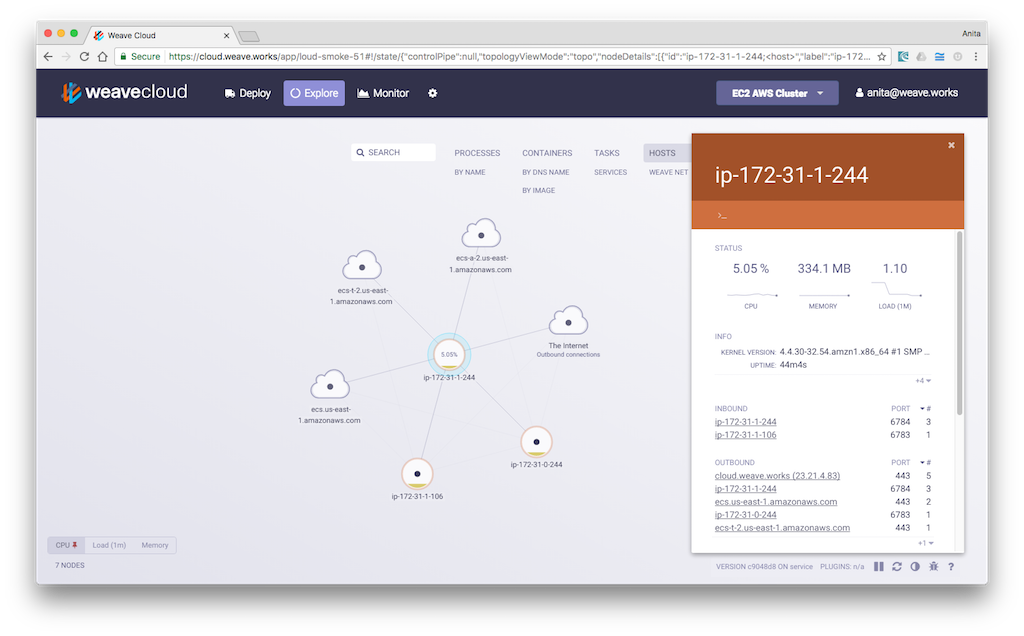 Weave Cloud
Anita
Secure
https://cloud.weave.works/app/loud-smoke-51#!/state/{"controlPipe":null,"topologyViewMode":"topo","nodeDetails":[{"id":"ip-172-31-1-244;<host>","label":"ip-172...
weavecloud
Deploy
Explore
Monitor
EC2 AWS Cluster
anita@weave.works
SEARCH
PROCESSES CONTAINERS TASKS HOSTS
BY NAME BY DNS NAME SERVICES WEAVE NET
BY IMAGE
ecs-a-2.us-east-
1.amazonaws.com
ecs-t-2.us-east-
1.amazonaws.com
The Internet
Outbound connections
5.05%
ip-172-31-1-244
ecs.us-east-
1.amazonaws.com
ip-172-31-0-244
ip-172-31-1-106
ip-172-31-1-244
>_
STATUS
5.05 % 334.1 MB 1.10
CPU MEMORY LOAD (1M)
INFO
KERNEL VERSION: 4.4.30-32.54.amzn1.x86_64 #1 SMP ...
UPTIME: 44m4s
+4
INBOUND PORT #
ip-172-31-1-244 6784 3
ip-172-31-1-106 6783 1
OUTBOUND PORT #
cloud.weave.works (23.21.4.83) 443 5
ip-172-31-1-244 6784 3
ecs.us-east-1.amazonaws.com 443 2
ip-172-31-0-244 6783 1
ecs-t-2.us-east-1.amazonaws.com 443 1
+1
CPU Load (1m) Memory
7 NODES
VERSION c9048d8 ON service PLUGINS: n/a
?